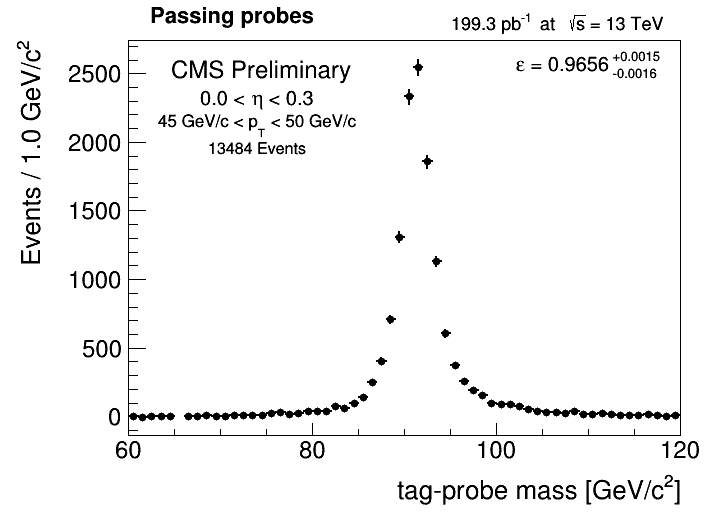 Passing probes
199.3 pb⁻¹ at √s = 13 TeV
CMS Preliminary
0.0 < η < 0.3
45 GeV/c < p_T < 50 GeV/c
13484 Events
ε = 0.9656 +0.0015 -0.0016
Events / 1.0 GeV/c²
2500
2000
1500
1000
500
0
60 80 100 120
tag-probe mass [GeV/c²]